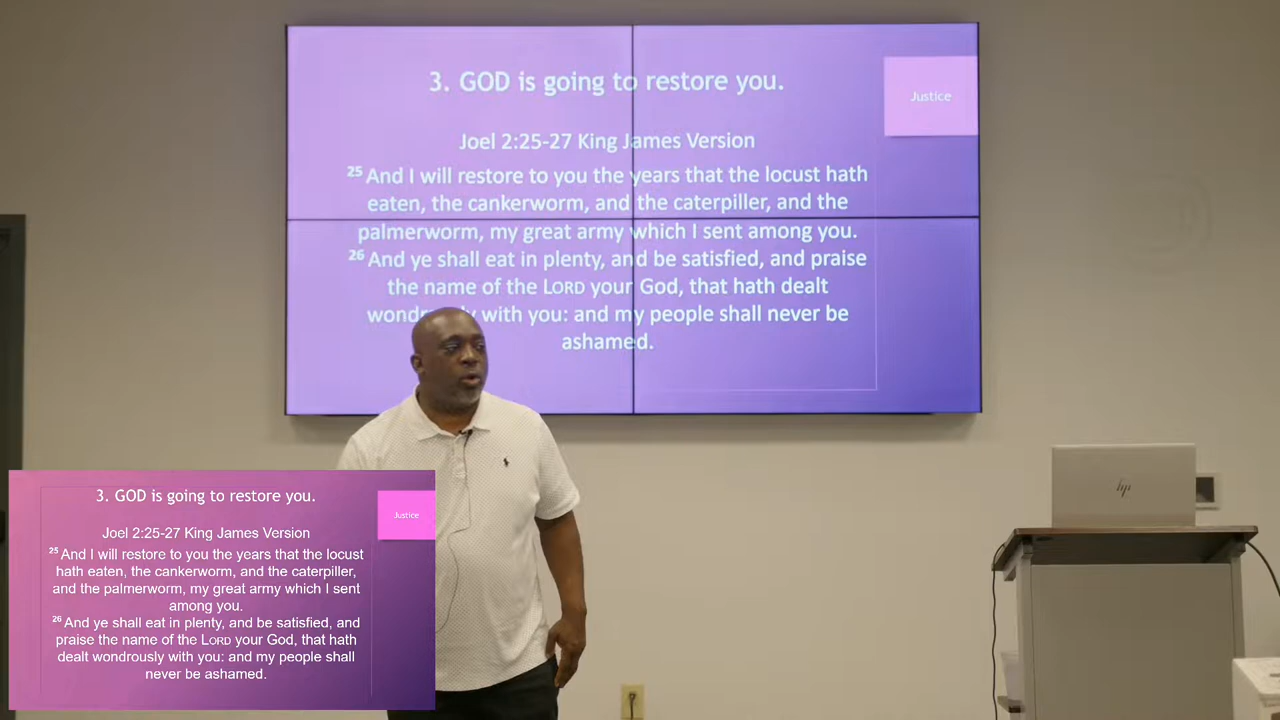 3. GOD is going to restore you.
Justice
Joel 2:25-27 King James Version
25 And I will restore to you the years that the locust hath
eaten, the cankerworm, and the caterpiller, and the
palmerworm, my great army which I sent among you.
26 And ye shall eat in plenty, and be satisfied, and praise
the name of the LORD your God, that hath dealt
with you: and my people shall never be
ashamed.
hp
3. GOD is going to restore you.
Justice
Joel 2:25-27 King James Version
25 And I will restore to you the years that the locust
hath eaten, the cankerworm, and the caterpiller,
and the palmerworm, my great army which I sent
among you.
26 And ye shall eat in plenty, and be satisfied, and
praise the name of the LORD your God, that hath
dealt wondrously with you: and my people shall
never be ashamed.